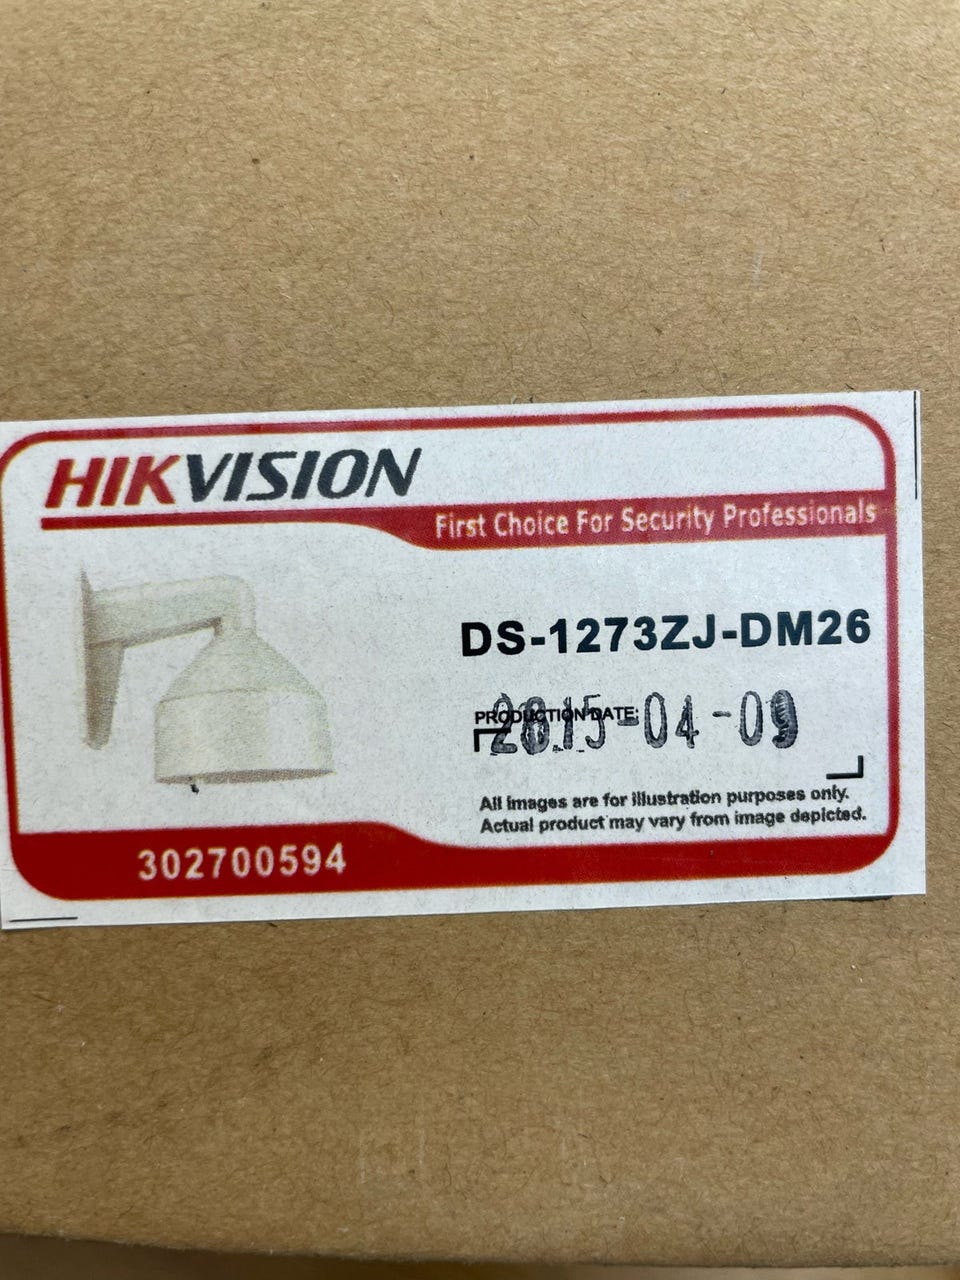 HIKVISION
First Choice For Security Professionals
DS-1273ZJ-DM26
PRODUCTION DATE:
2015-04-09
All images are for illustration purposes only.
Actual product may vary from image depicted.
302700594